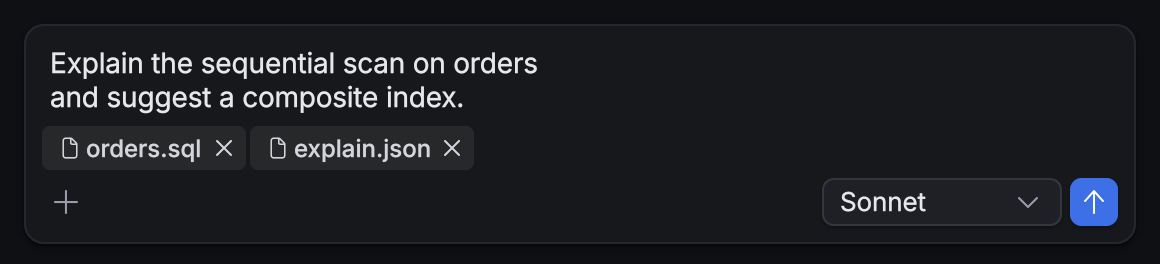 Explain the sequential scan on orders
and suggest a composite index.
orders.sql
explain.json
Sonnet